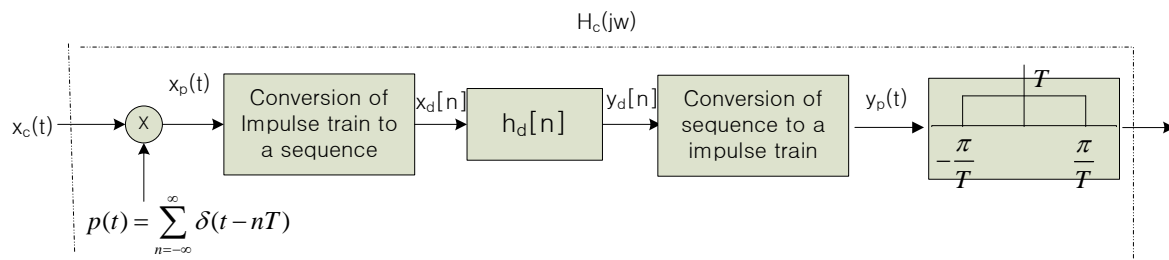 H_c(jw)
x_c(t)
X
x_p(t)
Conversion of
Impulse train to
a sequence
x_d[n]
h_d[n]
y_d[n]
Conversion of
sequence to a
impulse train
y_p(t)
T
-π/T
π/T
p(t) = ∑_{n=-∞}^{∞} δ(t - nT)